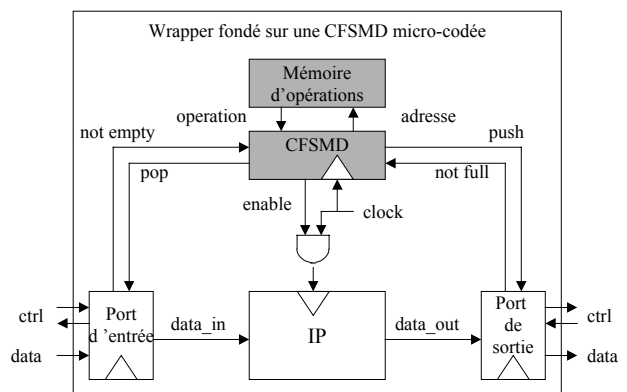 Wrapper fondé sur une CFSMD micro-codée
Mémoire
d'opérations
operation
adresse
not empty
push
CFSMD
pop
not full
enable
clock
ctrl
Port
d 'entrée
data_in
IP
data_out
Port
de
sortie
ctrl
data
data